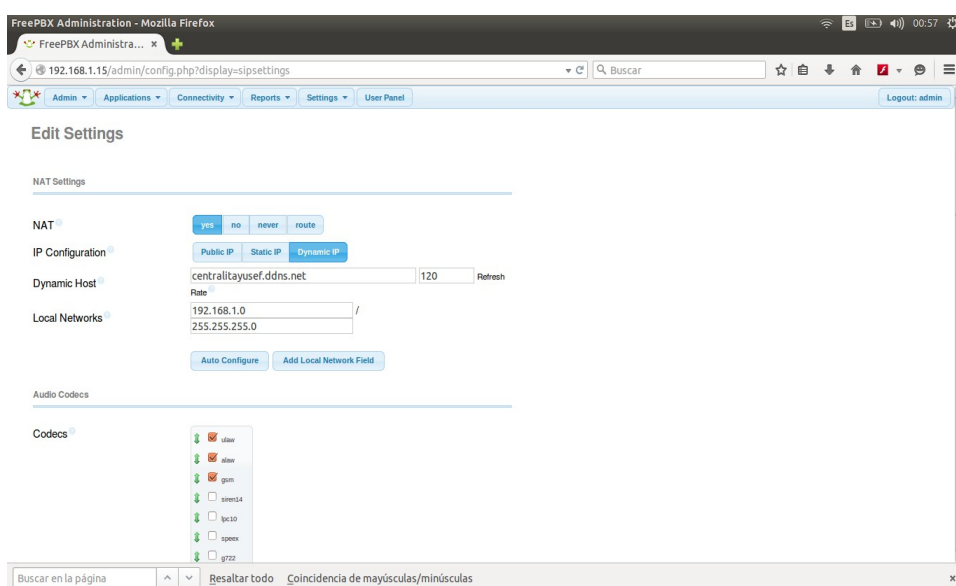 FreePBX Administration - Mozilla Firefox
Es
00:57
FreePBX Administra... ×
192.168.1.15/admin/config.php?display=sipsettings
Buscar
Admin
Applications
Connectivity
Reports
Settings
User Panel
Logout: admin
Edit Settings
NAT Settings
NAT
yes no never route
IP Configuration
Public IP Static IP Dynamic IP
Dynamic Host
centralitayusef.ddns.net 120 Refresh
Rate
Local Networks
192.168.1.0 /
255.255.255.0
Auto Configure Add Local Network Field
Audio Codecs
Codecs
ulaw
alaw
gsm
siren14
lpc10
speex
g722
Buscar en la página Resaltar todo Coincidencia de mayúsculas/minúsculas ×